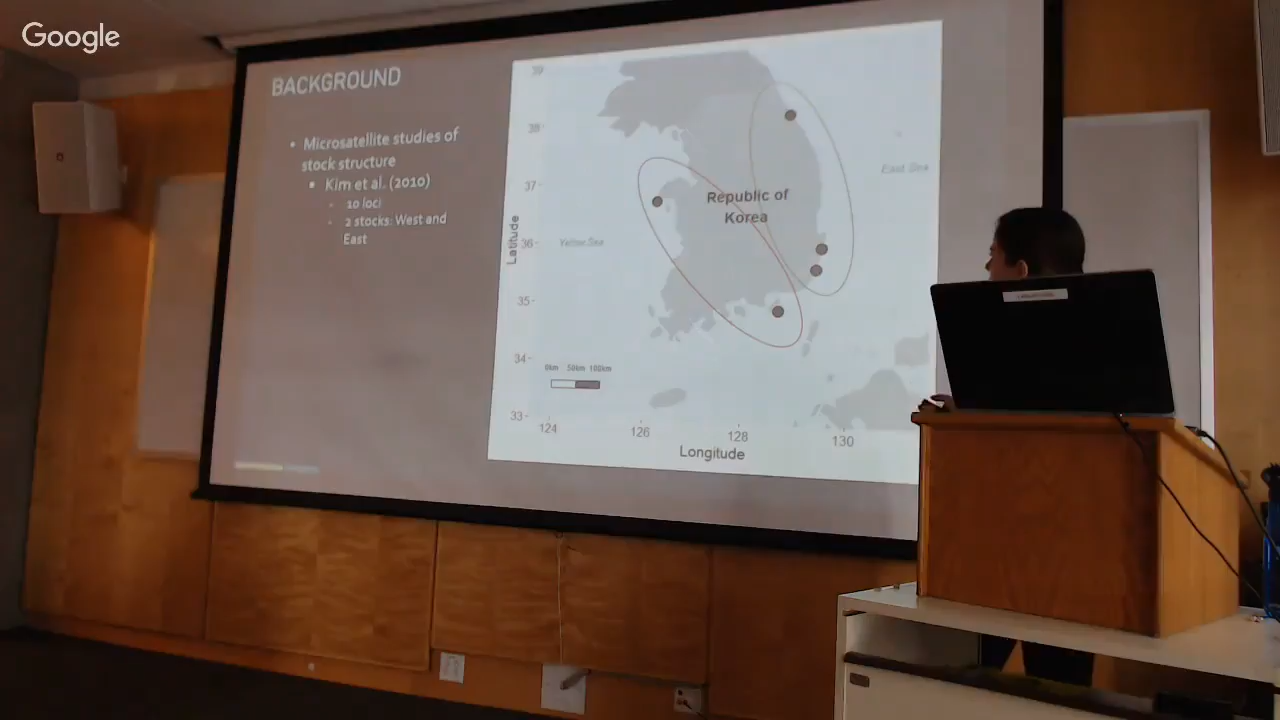 Google
BACKGROUND
• Microsatellite studies of
stock structure
• Kim et al. (2010)
- 10 loci
- 2 stocks: West and
East
39
38
37
36
35
34
33
Latitude
124
126
128
130
Longitude
Republic of
Korea
East Sea
Yellow Sea
0km 50km 100km